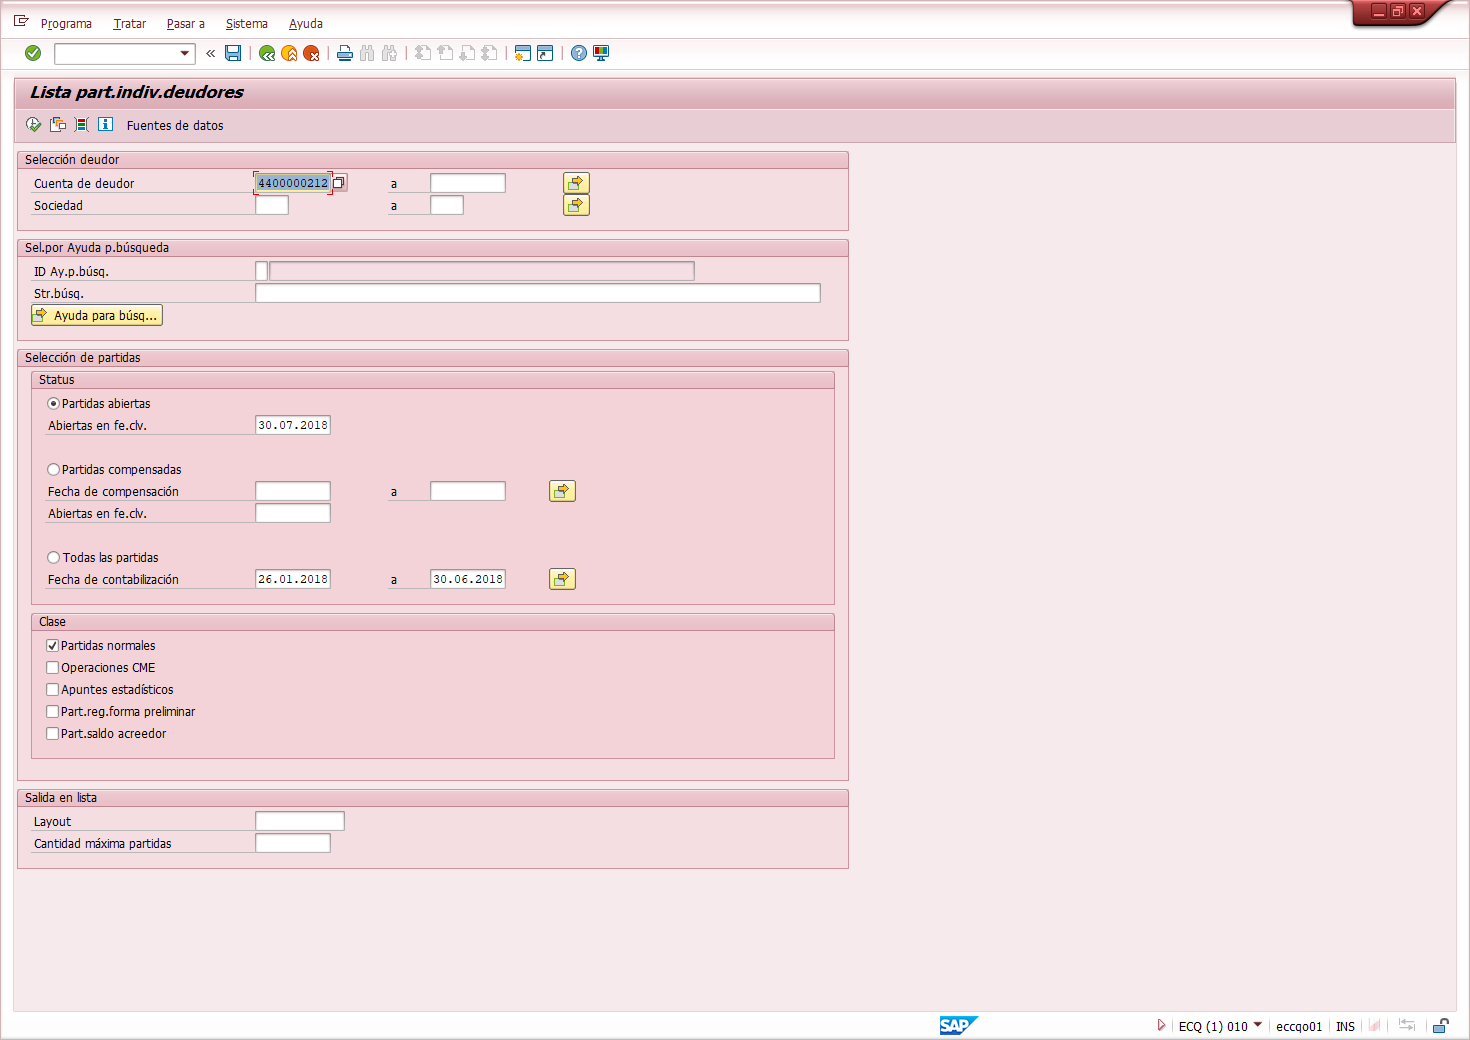 Programa Tratar Pasar a Sistema Ayuda
«
Lista part.indiv.deudores
Fuentes de datos
Selección deudor
Cuenta de deudor 4400000212 a
Sociedad a
Sel.por Ayuda p.búsqueda
ID Ay.p.búsq.
Str.búsq.
Ayuda para búsq...
Selección de partidas
Status
Partidas abiertas
Abiertas en fe.clv. 30.07.2018
Partidas compensadas
Fecha de compensación a
Abiertas en fe.clv.
Todas las partidas
Fecha de contabilización 26.01.2018 a 30.06.2018
Clase
Partidas normales
Operaciones CME
Apuntes estadísticos
Part.reg.forma preliminar
Part.saldo acreedor
Salida en lista
Layout
Cantidad máxima partidas
SAP ECQ (1) 010 eccqo01 INS